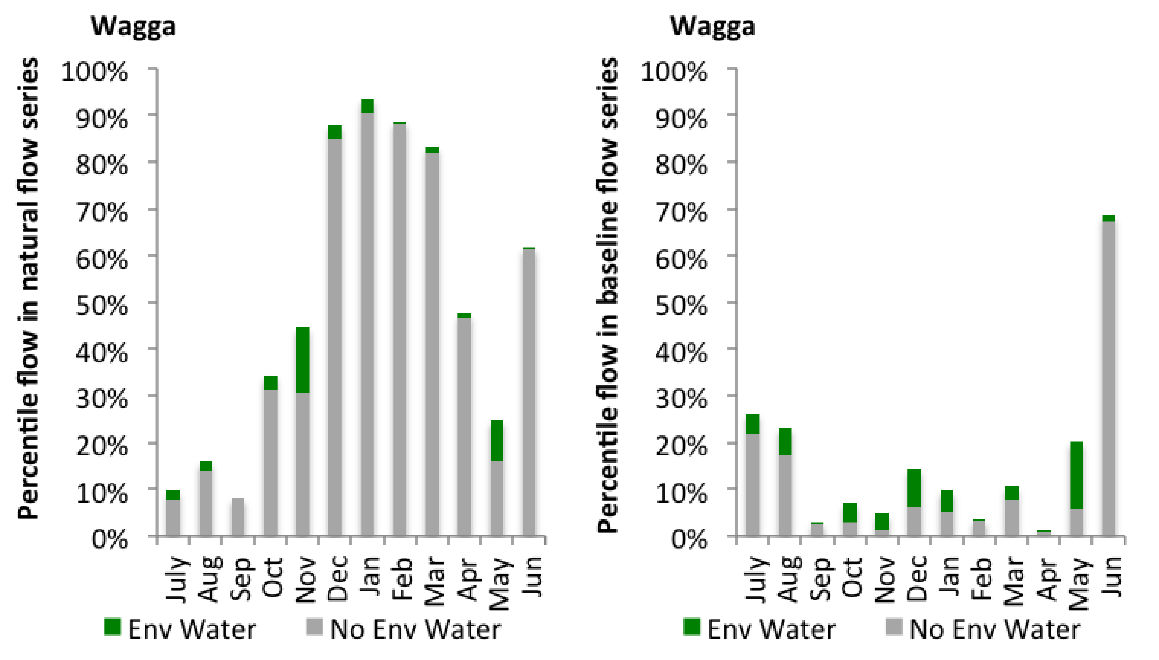 Wagga
Percentile flow in natural flow series
100%
90%
80%
70%
60%
50%
40%
30%
20%
10%
0%
July Aug Sep Oct Nov Dec Jan Feb Mar Apr May Jun
Env Water No Env Water
Wagga
Percentile flow in baseline flow series
100%
90%
80%
70%
60%
50%
40%
30%
20%
10%
0%
July Aug Sep Oct Nov Dec Jan Feb Mar Apr May Jun
Env Water No Env Water